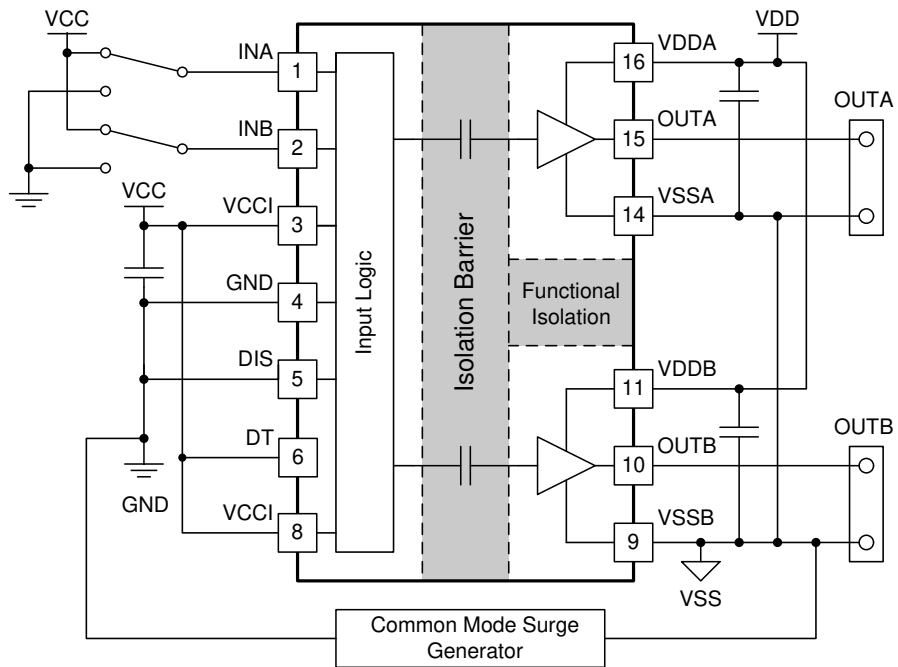 VCC
INA
1
INB
2
VCC
VCCI
3
GND
4
DIS
5
DT
6
GND
VCCI
8
Input Logic
Isolation Barrier
Functional
Isolation
VDDA
16
VDD
OUTA
15
VSSA
14
OUTA
VDDB
11
OUTB
10
VSSB
9
OUTB
VSS
Common Mode Surge
Generator